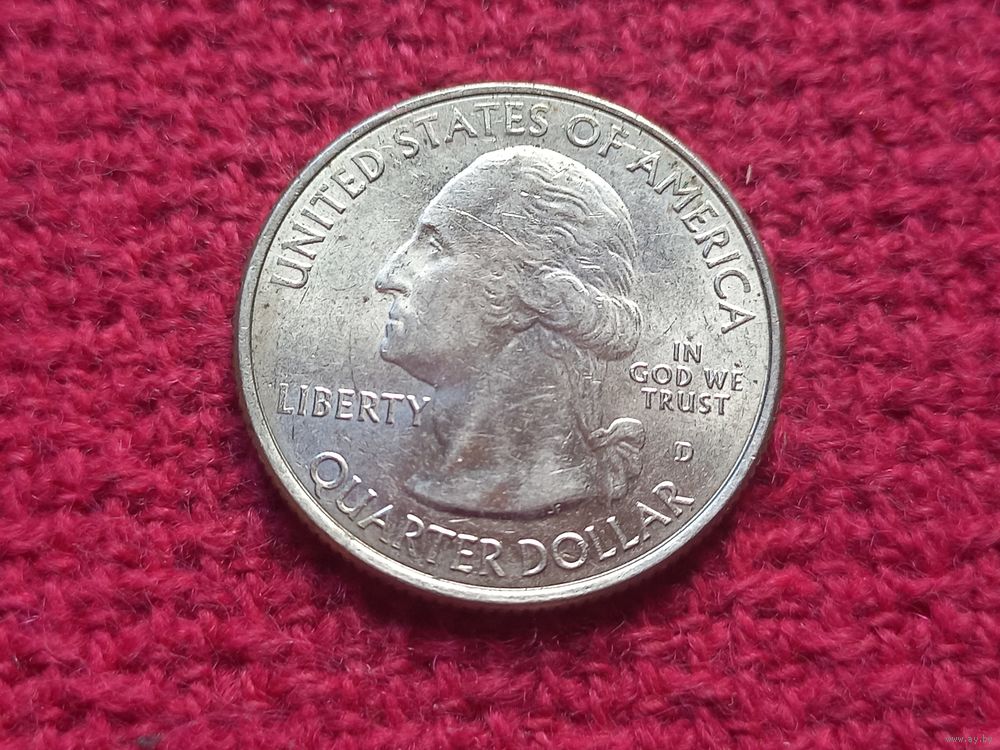 UNITED STATES OF AMERICA
LIBERTY
IN
GOD WE
TRUST
D
QUARTER DOLLAR
www.ay.by